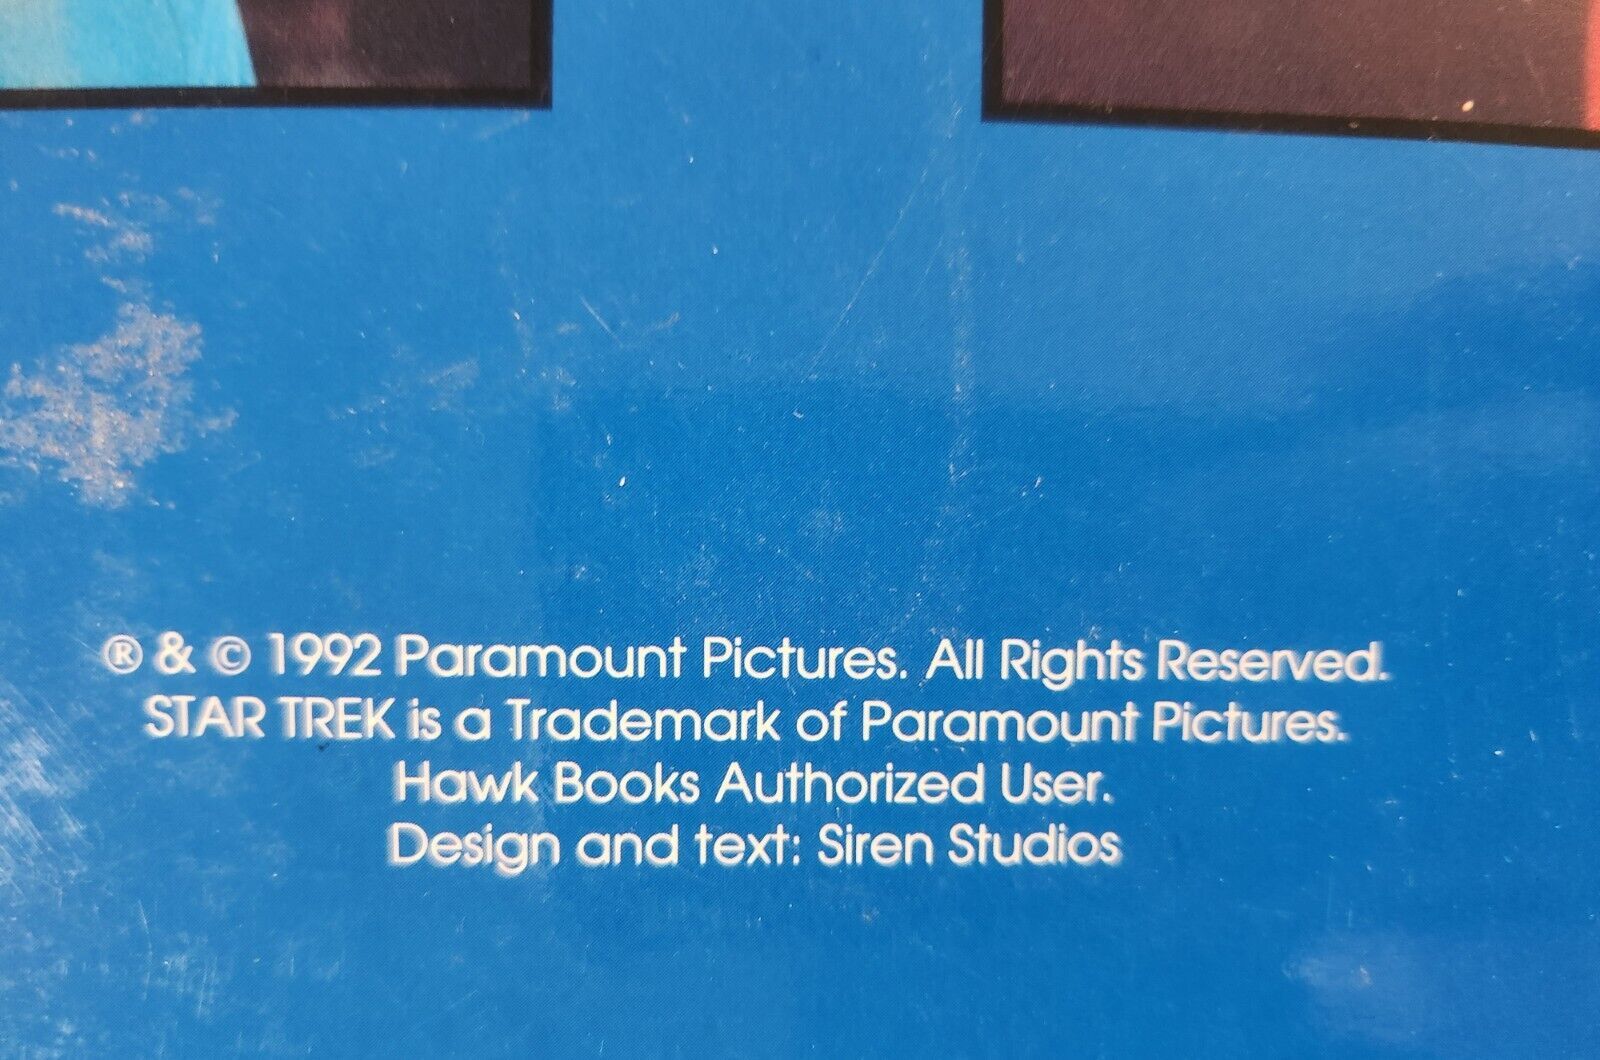 ® & © 1992 Paramount Pictures. All Rights Reserved.
STAR TREK is a Trademark of Paramount Pictures.
Hawk Books Authorized User.
Design and text: Siren Studios